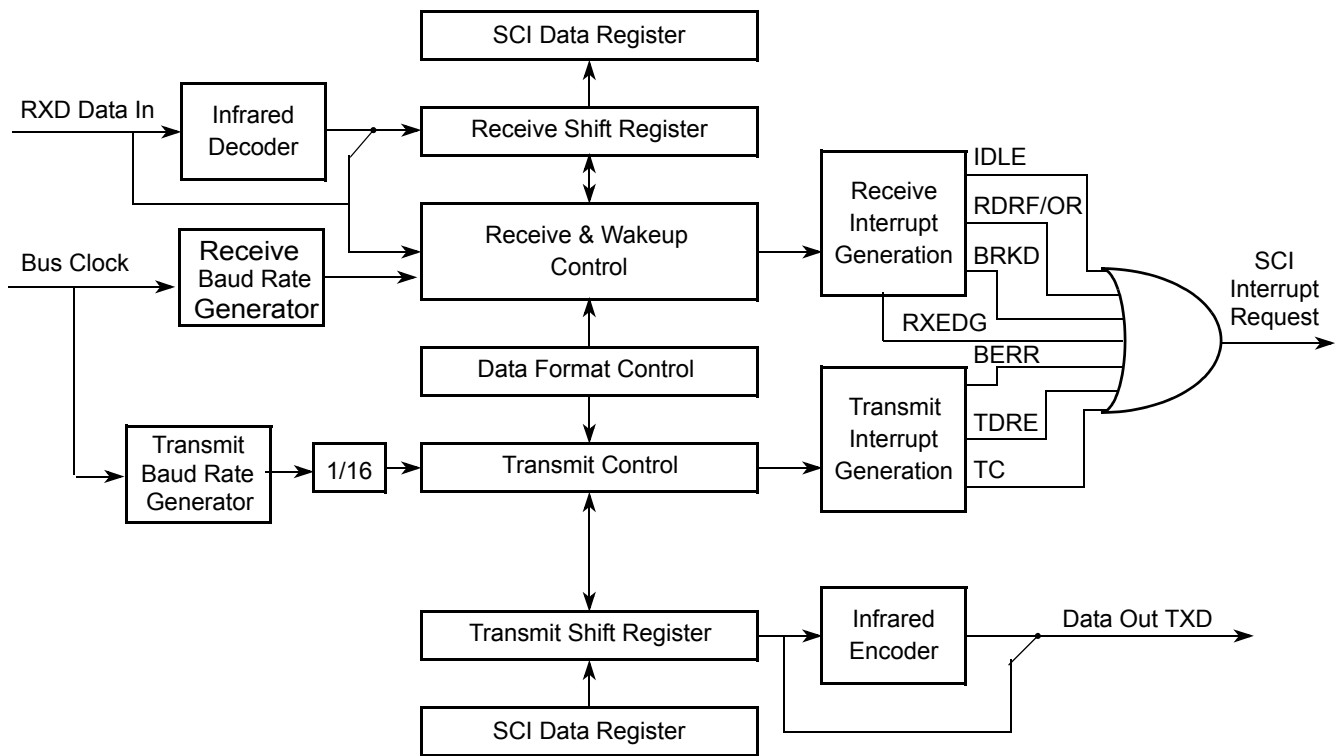 SCI Data Register
RXD Data In
Infrared
Decoder
Receive Shift Register
Receive
Interrupt
Generation
IDLE
RDRF/OR
BRKD
RXEDG
Bus Clock
Receive
Baud Rate
Generator
Receive & Wakeup
Control
SCI
Interrupt
Request
Data Format Control
BERR
TDRE
TC
Transmit
Interrupt
Generation
Transmit
Baud Rate
Generator
1/16
Transmit Control
Transmit Shift Register
Infrared
Encoder
Data Out TXD
SCI Data Register